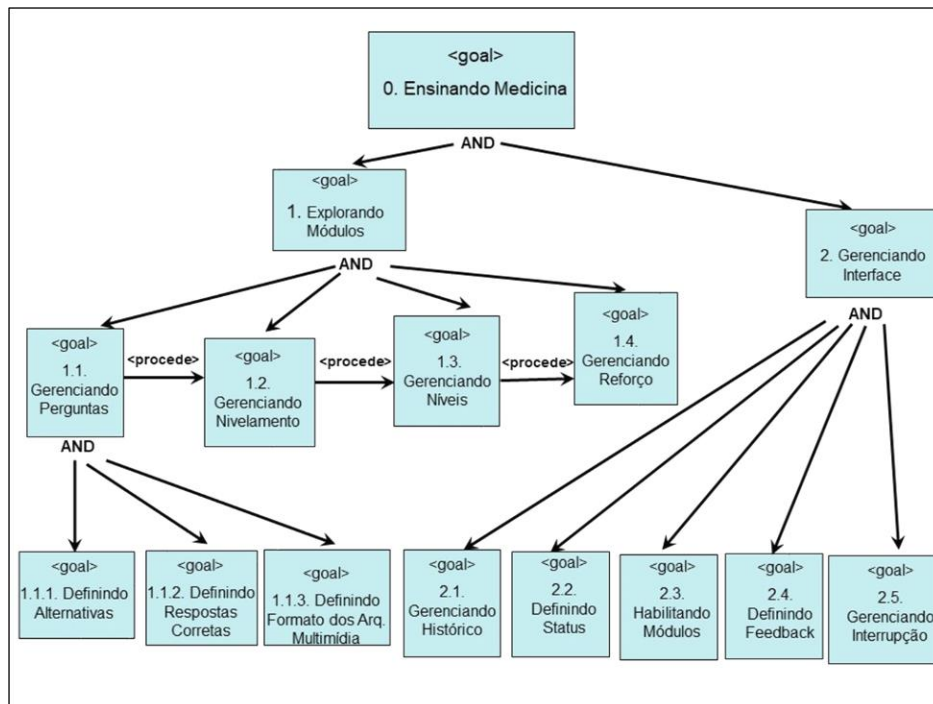 <goal>
0. Ensinando Medicina
AND
<goal>
1. Explorando
Módulos
<goal>
2. Gerenciando
Interface
AND
AND
<goal>
1.1.
Gerenciando
Perguntas
<procede>
<goal>
1.2.
Gerenciando
Nivelamento
<procede>
<goal>
1.3.
Gerenciando
Níveis
<procede>
<goal>
1.4.
Gerenciando
Reforço
AND
<goal>
1.1.1. Definindo
Alternativas
<goal>
1.1.2. Definindo
Respostas
Corretas
<goal>
1.1.3. Definindo
Formato dos Arq.
Multimídia
<goal>
2.1.
Gerenciando
Histórico
<goal>
2.2.
Definindo
Status
<goal>
2.3.
Habilitando
Módulos
<goal>
2.4.
Definindo
Feedback
<goal>
2.5.
Gerenciando
Interrupção